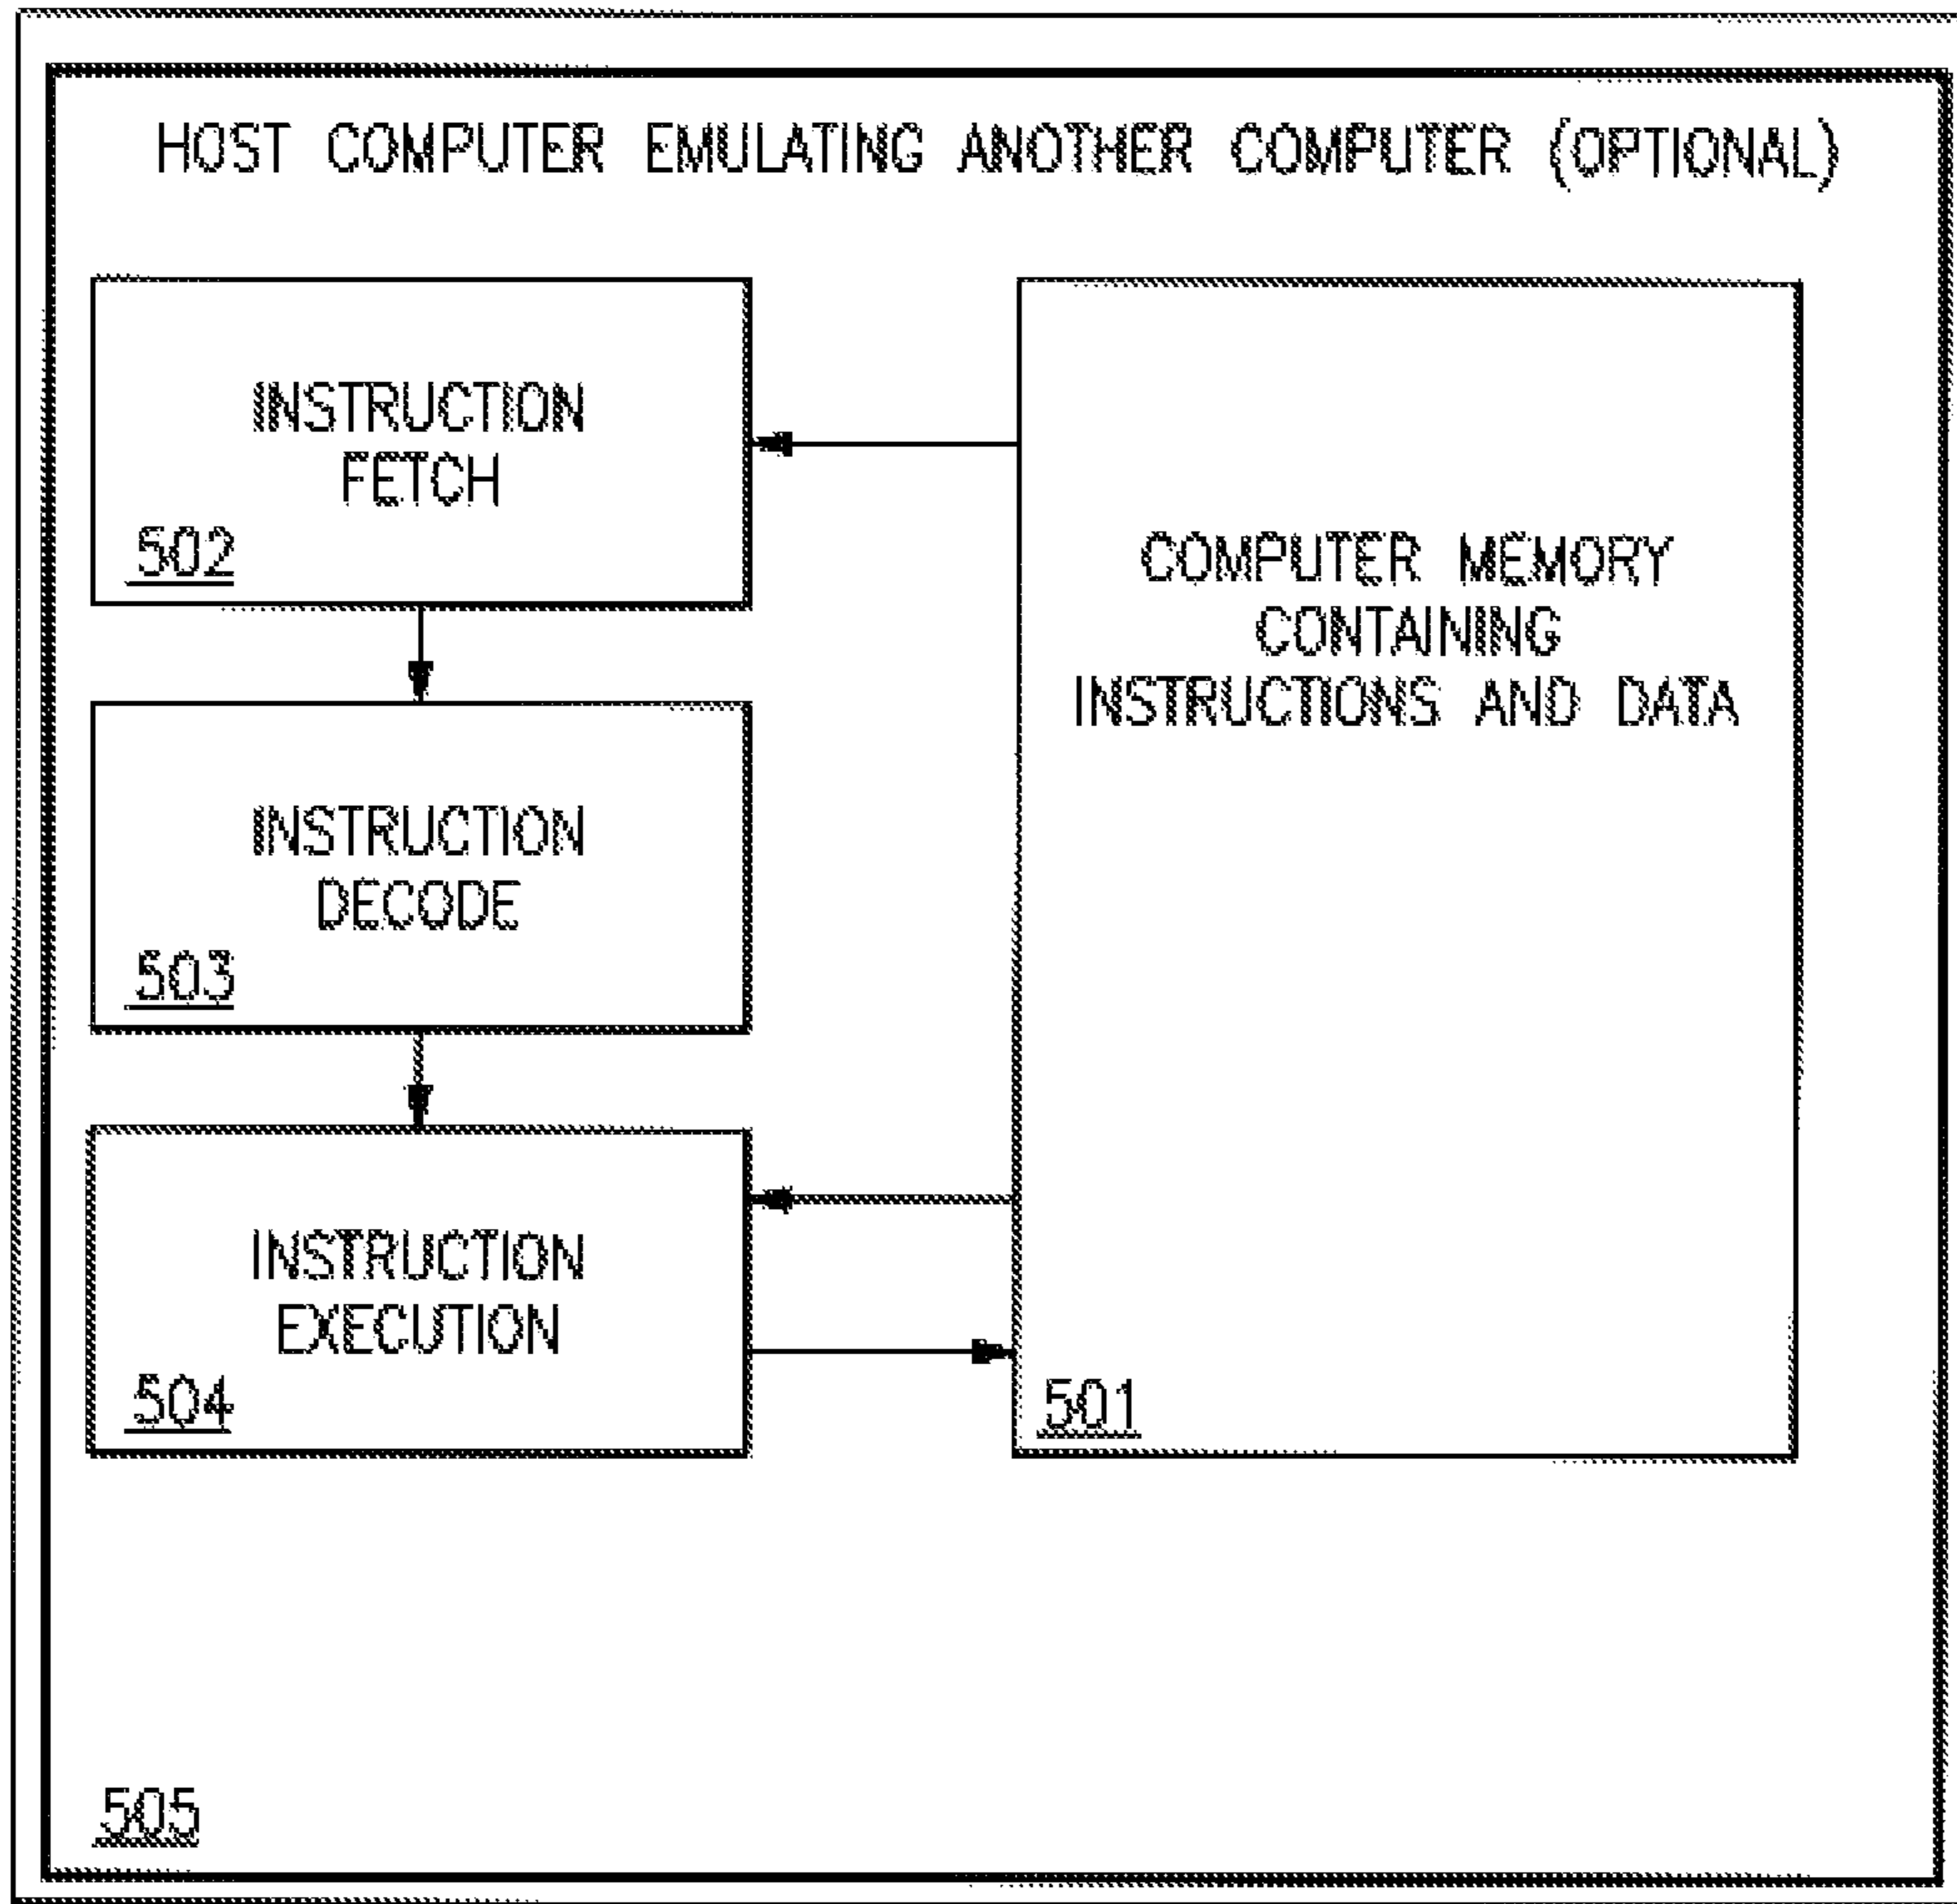 HOST COMPUTER EMULATING ANOTHER COMPUTER (OPTIONAL)
INSTRUCTION
FETCH
502
COMPUTER MEMORY
CONTAINING
INSTRUCTIONS AND DATA
INSTRUCTION
DECODE
503
INSTRUCTION
EXECUTION
504
501
505